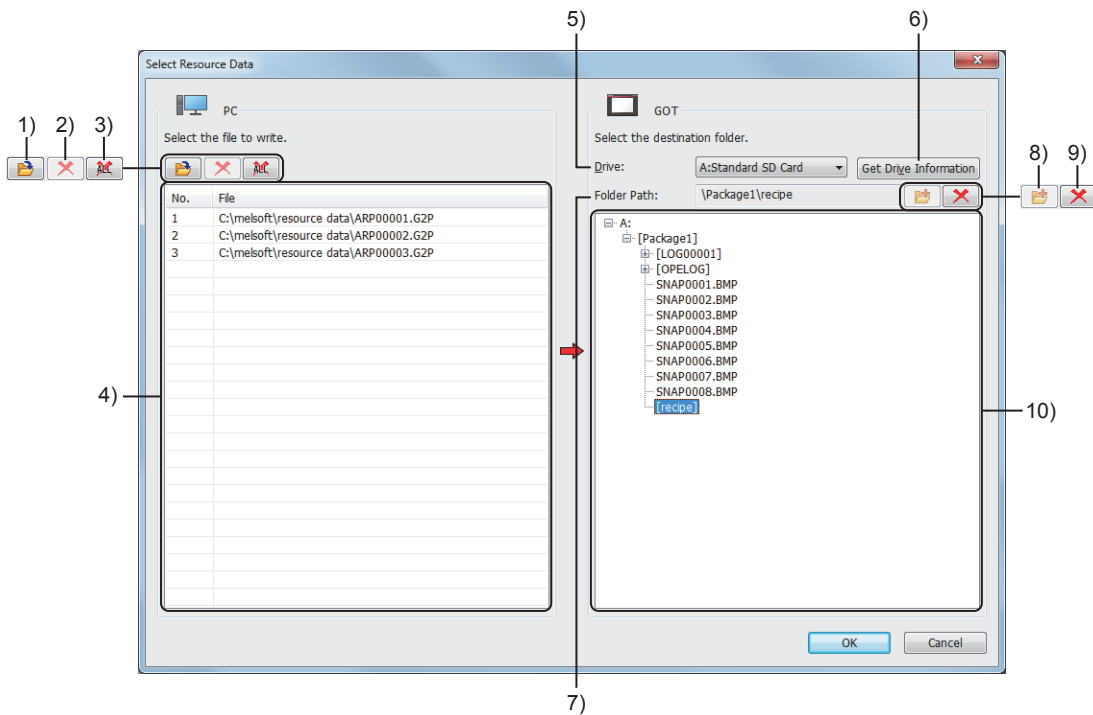 5)
6)
Select Resource Data
PC
GOT
1)
2)
3)
Select the file to write.
Select the destination folder.
ALL
ALL
Drive:
A:Standard SD Card
Get Drive Information
8)
9)
Folder Path:
\Package1\recipe
No.
File
1
C:\melsoft\resource data\ARP00001.G2P
2
C:\melsoft\resource data\ARP00002.G2P
3
C:\melsoft\resource data\ARP00003.G2P
A:
[Package1]
[LOG00001]
[OPELOG]
SNAP0001.BMP
SNAP0002.BMP
SNAP0003.BMP
SNAP0004.BMP
SNAP0005.BMP
SNAP0006.BMP
SNAP0007.BMP
SNAP0008.BMP
[recipe]
4)
10)
OK
Cancel
7)